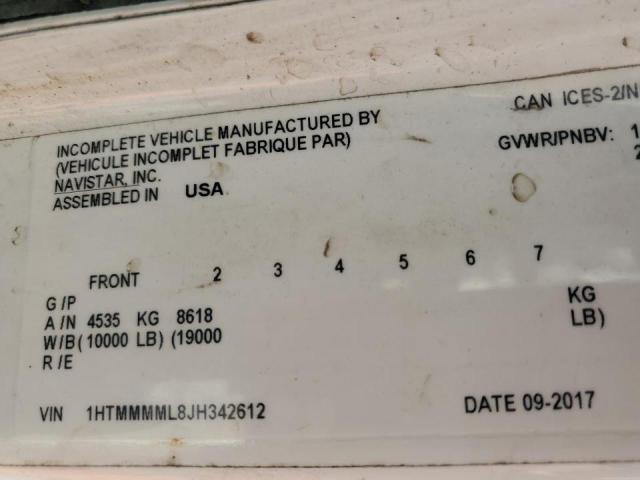 CAN ICES-2/N
INCOMPLETE VEHICLE MANUFACTURED BY
(VEHICULE INCOMPLET FABRIQUE PAR)
NAVISTAR, INC.
ASSEMBLED IN USA
GVWR/PNBV: 1
2
FRONT 2 3 4 5 6 7
G /P
A /N 4535 KG 8618 KG
W/B (10000 LB) (19000 LB)
R /E
VIN 1HTMMMML8JH342612 DATE 09-2017